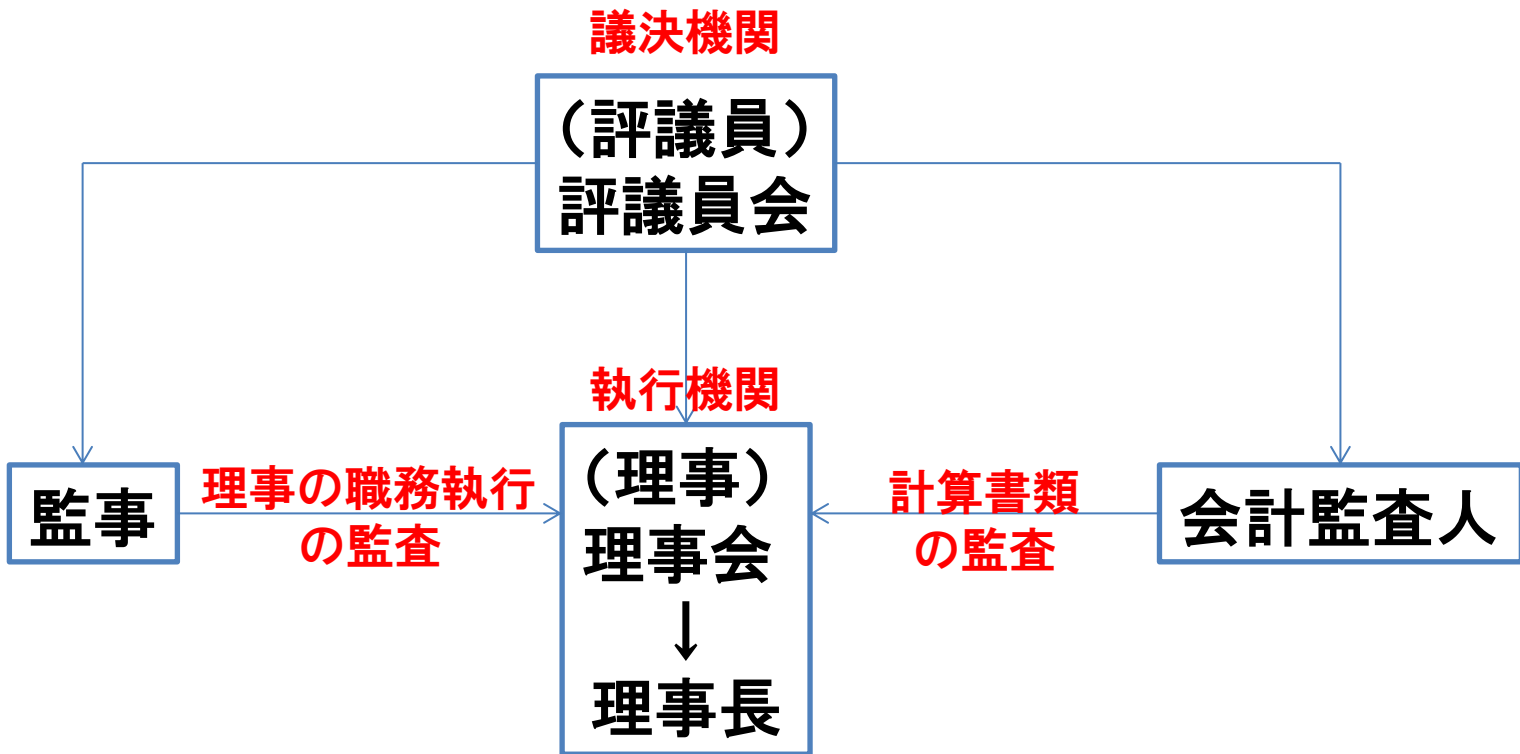 議決機関
（評議員）
評議員会
執行機関
監事
理事の職務執行
の監査
（理事）
理事会
↓
理事長
計算書類
の監査
会計監査人